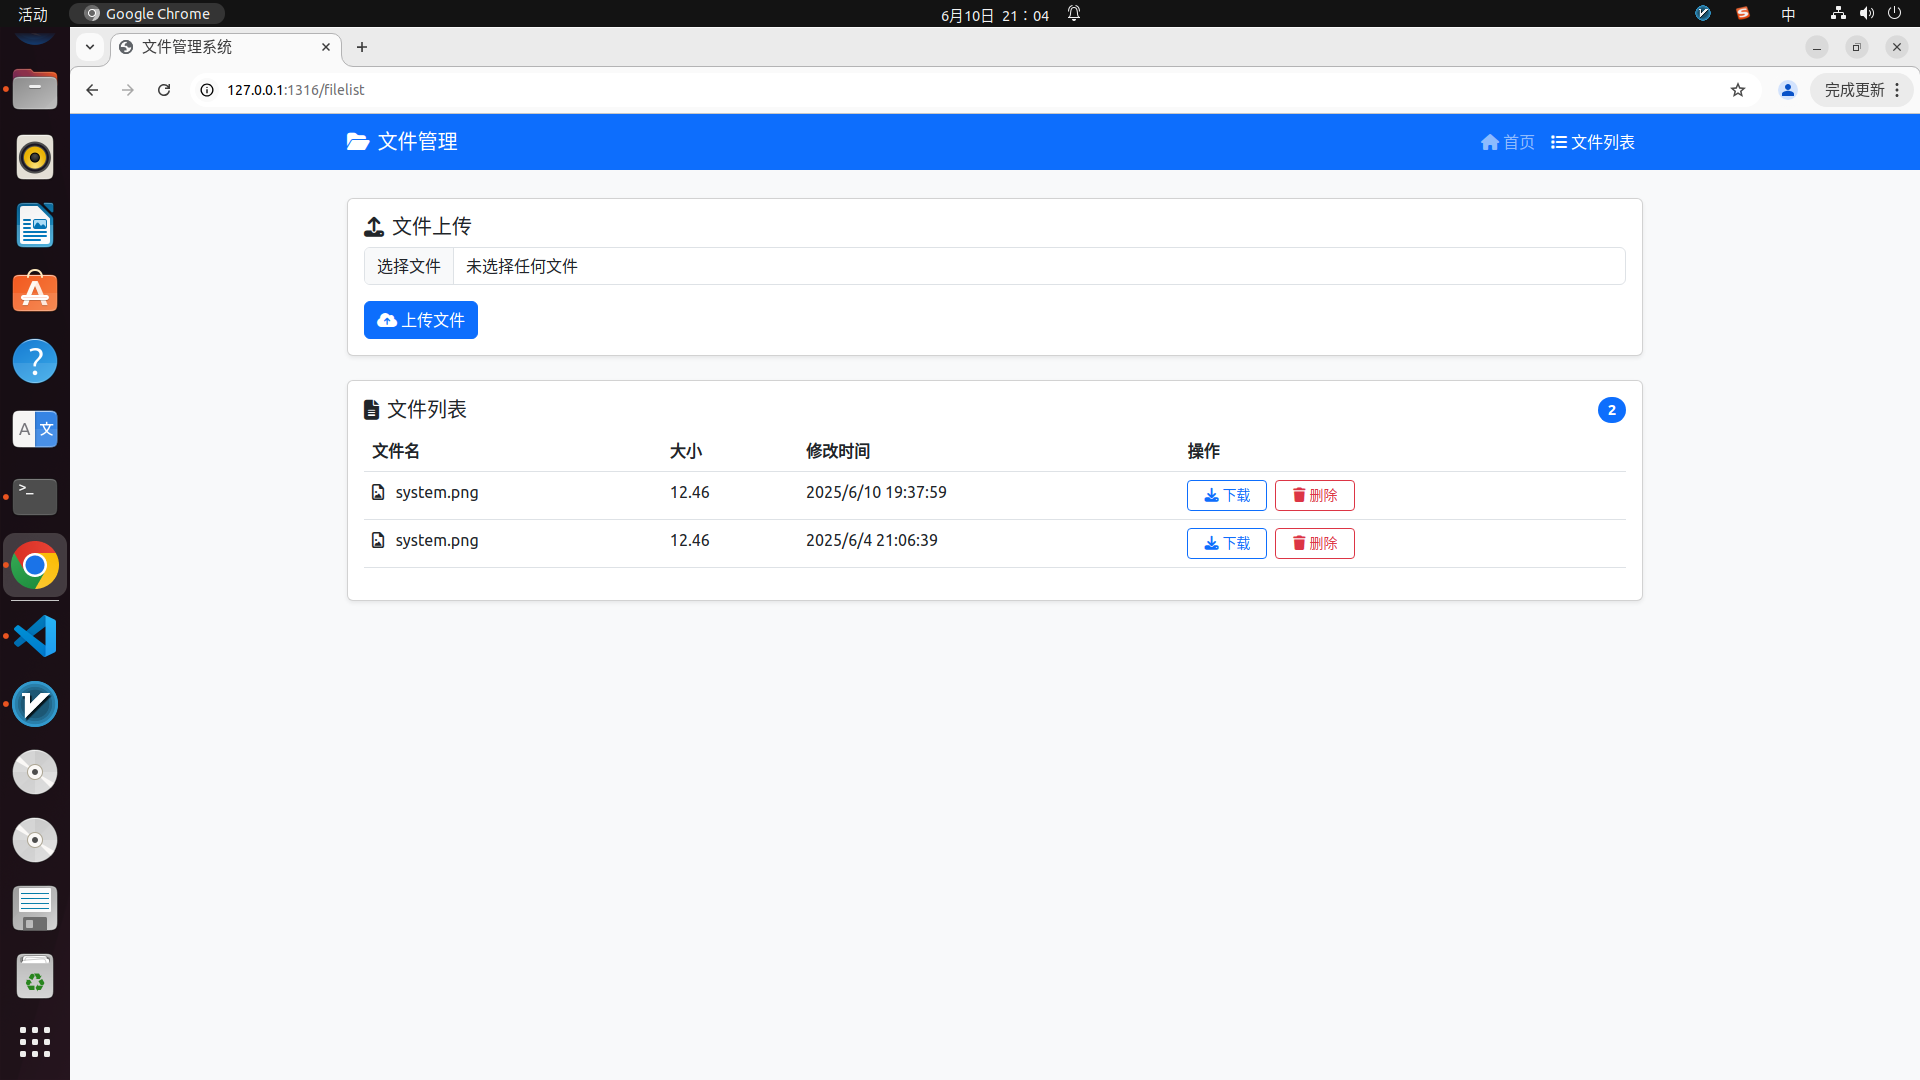 活动
Google Chrome
6月10日 21：04
中
文件管理系统
127.0.0.1:1316/filelist
完成更新
文件管理
首页
文件列表
文件上传
选择文件
未选择任何文件
上传文件
文件列表
2
文件名 大小 修改时间 操作
system.png 12.46 2025/6/10 19:37:59 下载 删除
system.png 12.46 2025/6/4 21:06:39 下载 删除